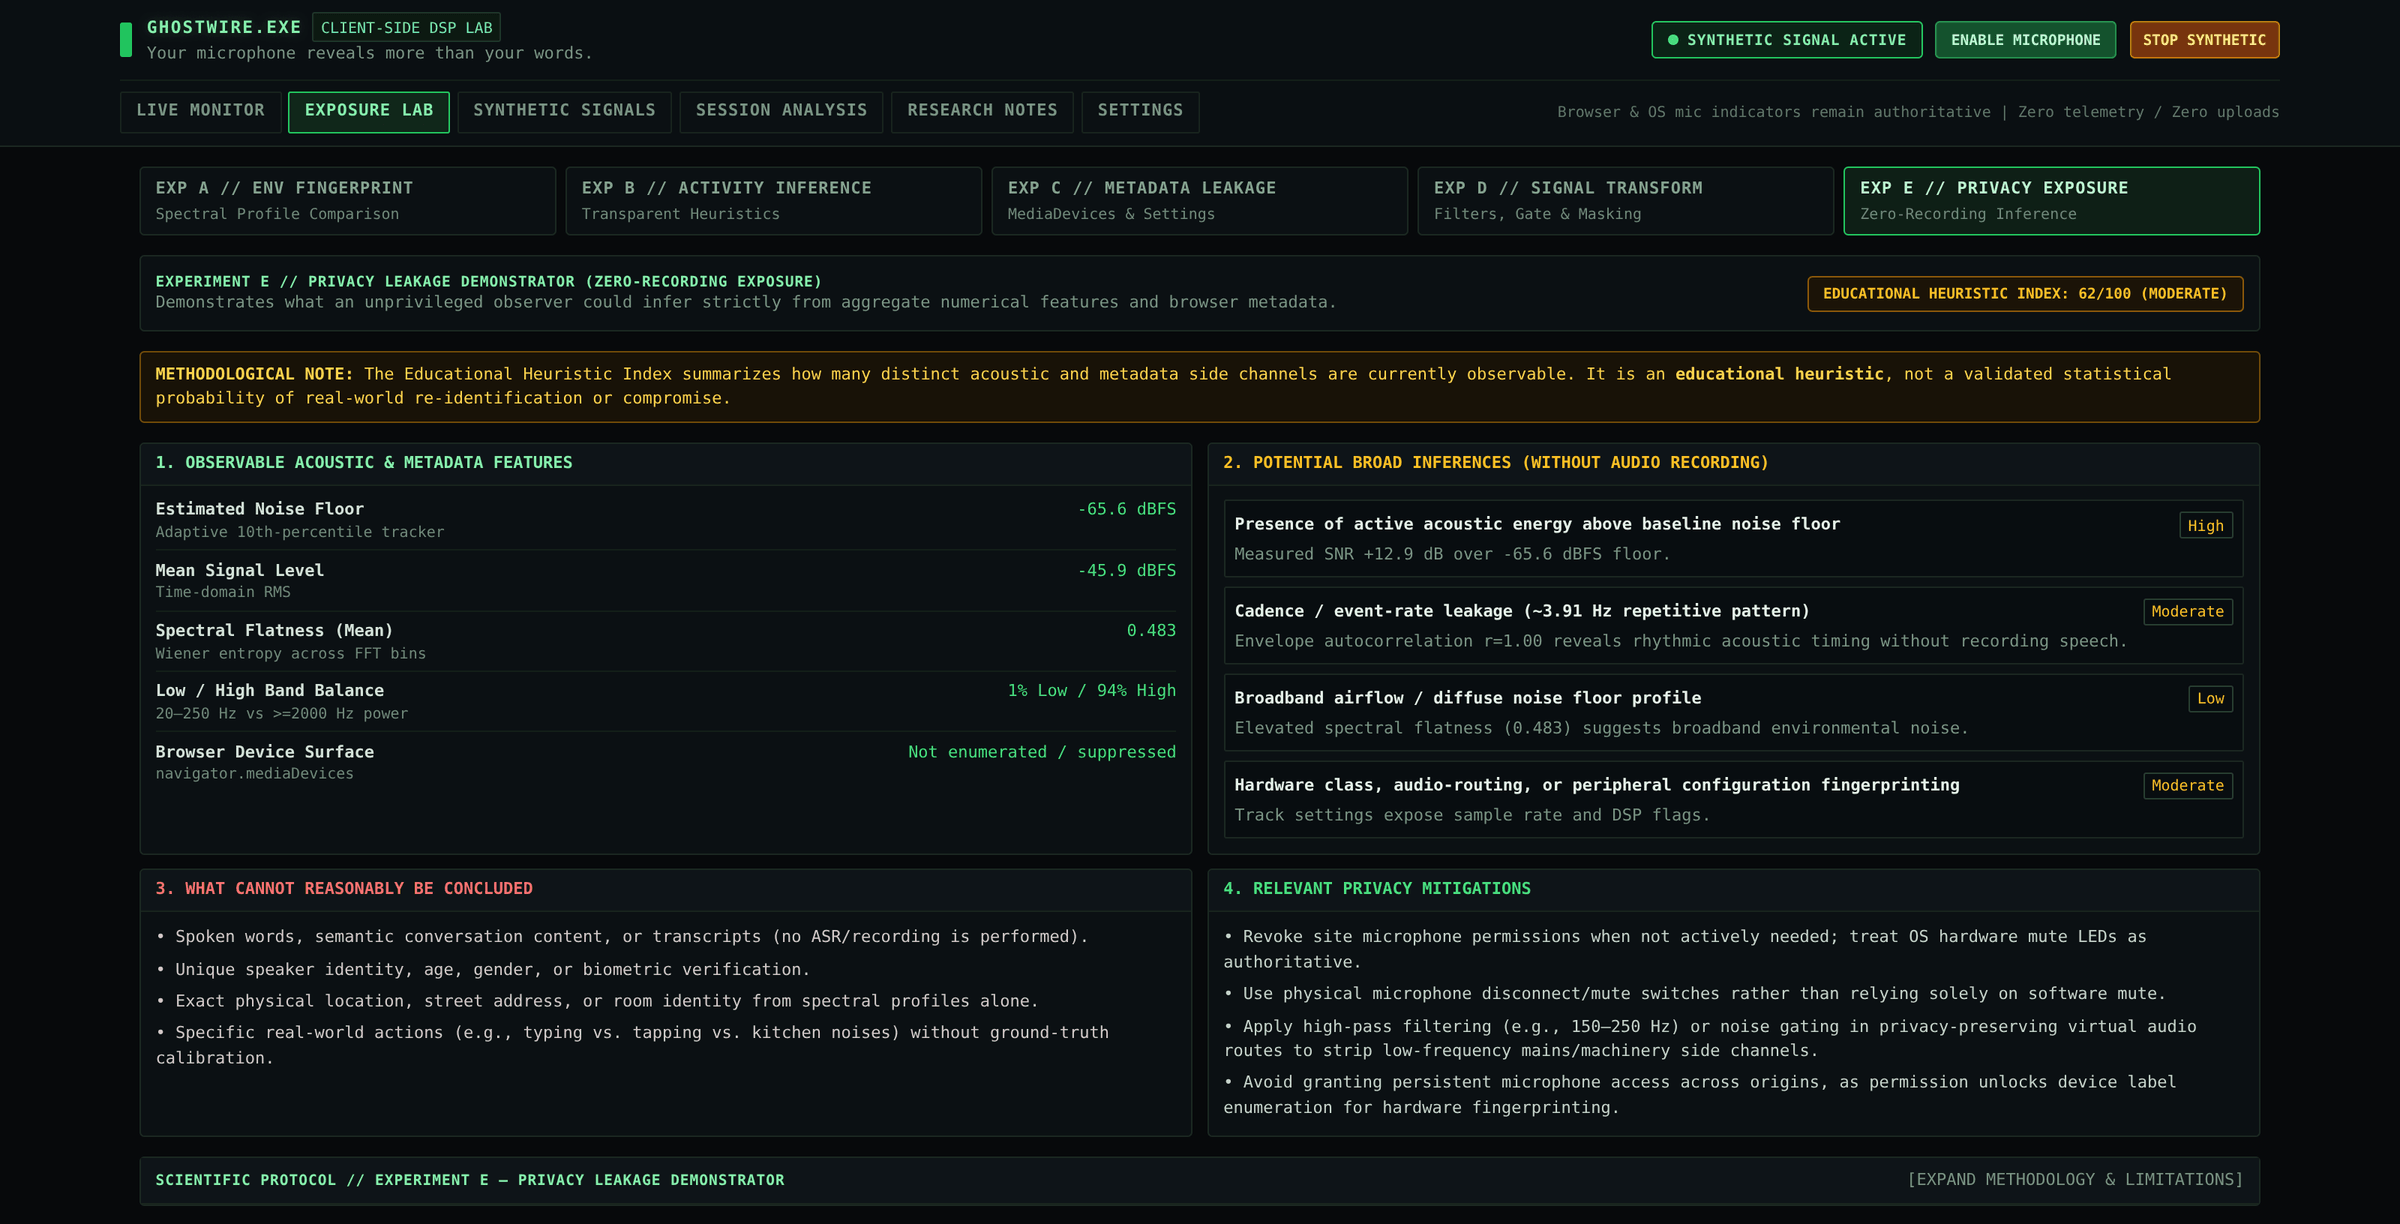 GHOSTWIRE.EXE CLIENT-SIDE DSP LAB
Your microphone reveals more than your words.
● SYNTHETIC SIGNAL ACTIVE
ENABLE MICROPHONE
STOP SYNTHETIC
LIVE MONITOR
EXPOSURE LAB
SYNTHETIC SIGNALS
SESSION ANALYSIS
RESEARCH NOTES
SETTINGS
Browser & OS mic indicators remain authoritative | Zero telemetry / Zero uploads
EXP A // ENV FINGERPRINT
Spectral Profile Comparison
EXP B // ACTIVITY INFERENCE
Transparent Heuristics
EXP C // METADATA LEAKAGE
MediaDevices & Settings
EXP D // SIGNAL TRANSFORM
Filters, Gate & Masking
EXP E // PRIVACY EXPOSURE
Zero-Recording Inference
EXPERIMENT E // PRIVACY LEAKAGE DEMONSTRATOR (ZERO-RECORDING EXPOSURE)
Demonstrates what an unprivileged observer could infer strictly from aggregate numerical features and browser metadata.
EDUCATIONAL HEURISTIC INDEX: 62/100 (MODERATE)
METHODOLOGICAL NOTE: The Educational Heuristic Index summarizes how many distinct acoustic and metadata side channels are currently observable. It is an educational heuristic, not a validated statistical
probability of real-world re-identification or compromise.
1. OBSERVABLE ACOUSTIC & METADATA FEATURES
Estimated Noise Floor
-65.6 dBFS
Adaptive 10th-percentile tracker
Mean Signal Level
-45.9 dBFS
Time-domain RMS
Spectral Flatness (Mean)
0.483
Wiener entropy across FFT bins
Low / High Band Balance
1% Low / 94% High
20–250 Hz vs >=2000 Hz power
Browser Device Surface
Not enumerated / suppressed
navigator.mediaDevices
2. POTENTIAL BROAD INFERENCES (WITHOUT AUDIO RECORDING)
Presence of active acoustic energy above baseline noise floor
High
Measured SNR +12.9 dB over -65.6 dBFS floor.
Cadence / event-rate leakage (~3.91 Hz repetitive pattern)
Moderate
Envelope autocorrelation r=1.00 reveals rhythmic acoustic timing without recording speech.
Broadband airflow / diffuse noise floor profile
Low
Elevated spectral flatness (0.483) suggests broadband environmental noise.
Hardware class, audio-routing, or peripheral configuration fingerprinting
Moderate
Track settings expose sample rate and DSP flags.
3. WHAT CANNOT REASONABLY BE CONCLUDED
• Spoken words, semantic conversation content, or transcripts (no ASR/recording is performed).
• Unique speaker identity, age, gender, or biometric verification.
• Exact physical location, street address, or room identity from spectral profiles alone.
• Specific real-world actions (e.g., typing vs. tapping vs. kitchen noises) without ground-truth
calibration.
4. RELEVANT PRIVACY MITIGATIONS
• Revoke site microphone permissions when not actively needed; treat OS hardware mute LEDs as
authoritative.
• Use physical microphone disconnect/mute switches rather than relying solely on software mute.
• Apply high-pass filtering (e.g., 150–250 Hz) or noise gating in privacy-preserving virtual audio
routes to strip low-frequency mains/machinery side channels.
• Avoid granting persistent microphone access across origins, as permission unlocks device label
enumeration for hardware fingerprinting.
SCIENTIFIC PROTOCOL // EXPERIMENT E — PRIVACY LEAKAGE DEMONSTRATOR
[EXPAND METHODOLOGY & LIMITATIONS]